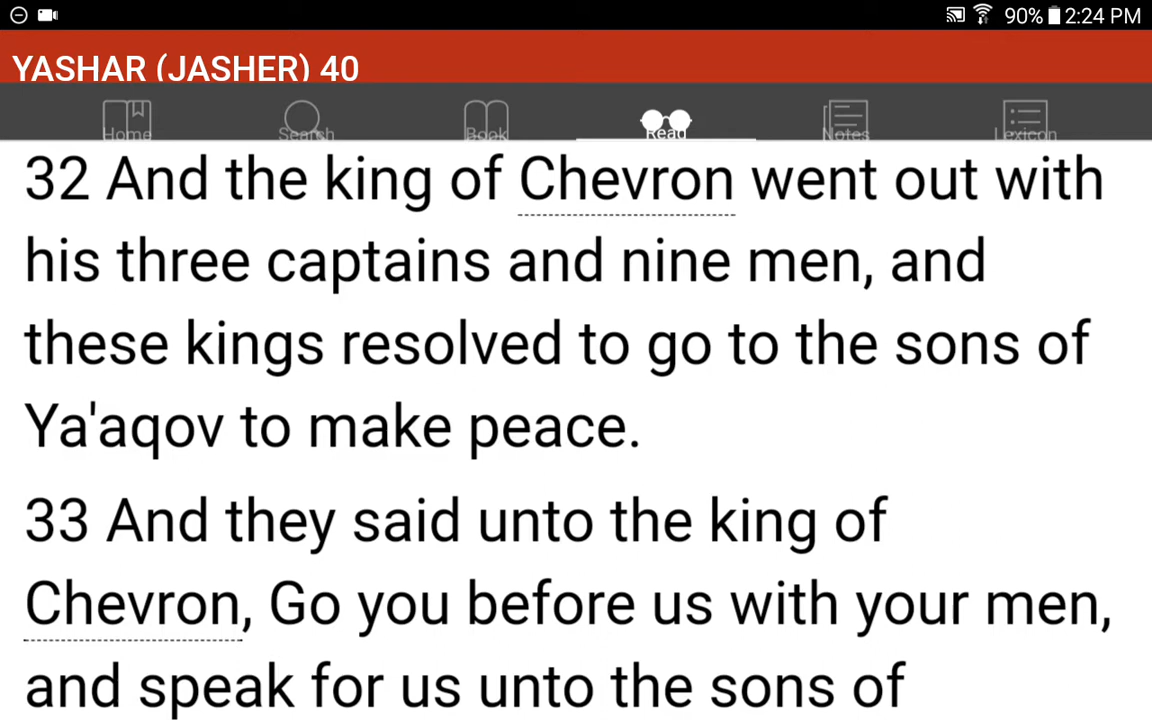 90% 2:24 PM
YASHAR (JASHER) 40
Home Search Book Read Notes Lexicon
32 And the king of Chevron went out with
his three captains and nine men, and
these kings resolved to go to the sons of
Ya'aqov to make peace.
33 And they said unto the king of
Chevron, Go you before us with your men,
and speak for us unto the sons of